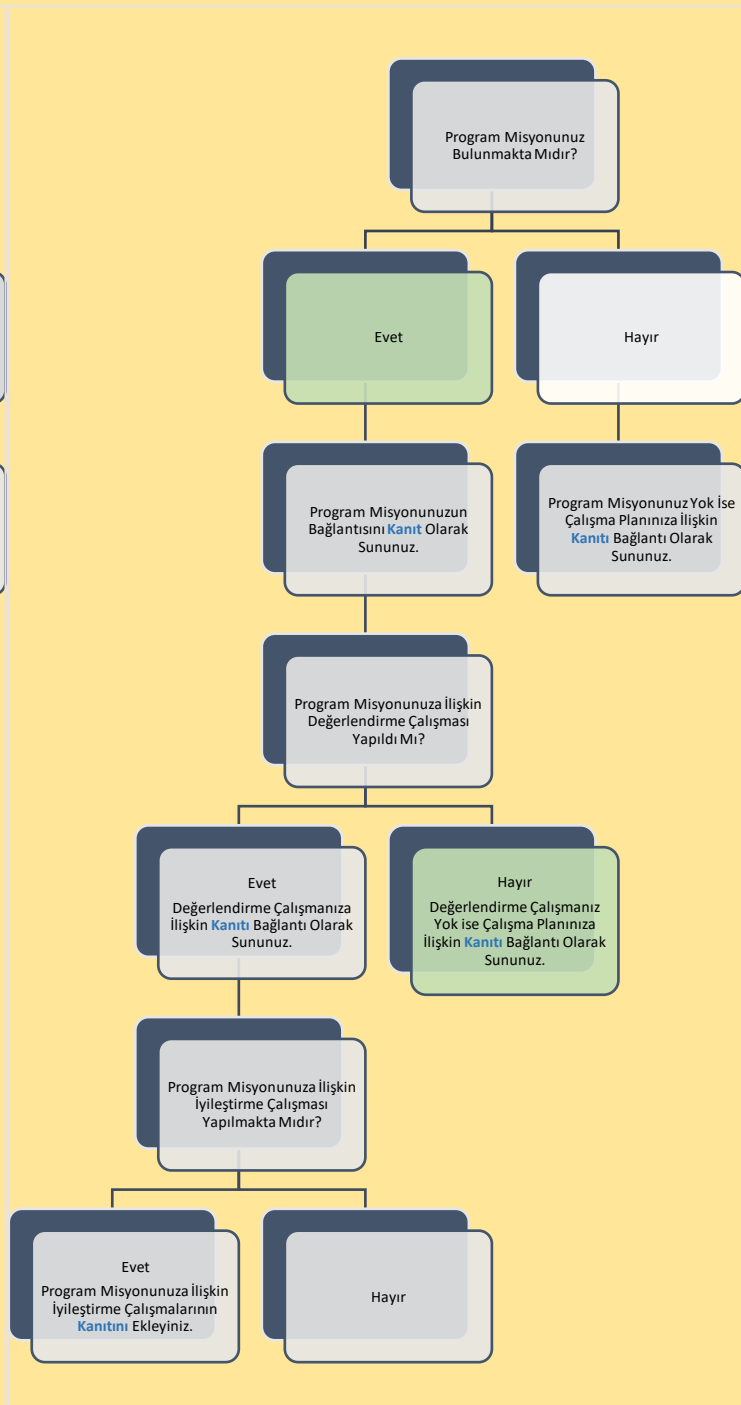 Program Misyonunuz
Bulunmakta Mıdır?
Evet
Hayır
Program Misyonunuzun
Bağlantısını Kanıt Olarak
Sununuz.
Program Misyonunuz Yok İse
Çalışma Planınıza İlişkin
Kanıtı Bağlantı Olarak
Sununuz.
Program Misyonunuza İlişkin
Değerlendirme Çalışması
Yapıldı Mı?
Evet
Değerlendirme Çalışmanıza
İlişkin Kanıtı Bağlantı Olarak
Sununuz.
Hayır
Değerlendirme Çalışmanız
Yok ise Çalışma Planınıza
İlişkin Kanıtı Bağlantı Olarak
Sununuz.
Program Misyonunuza İlişkin
İyileştirme Çalışması
Yapılmakta Mıdır?
Evet
Program Misyonunuza İlişkin
İyileştirme Çalışmalarının
Kanıtını Ekleyiniz.
Hayır